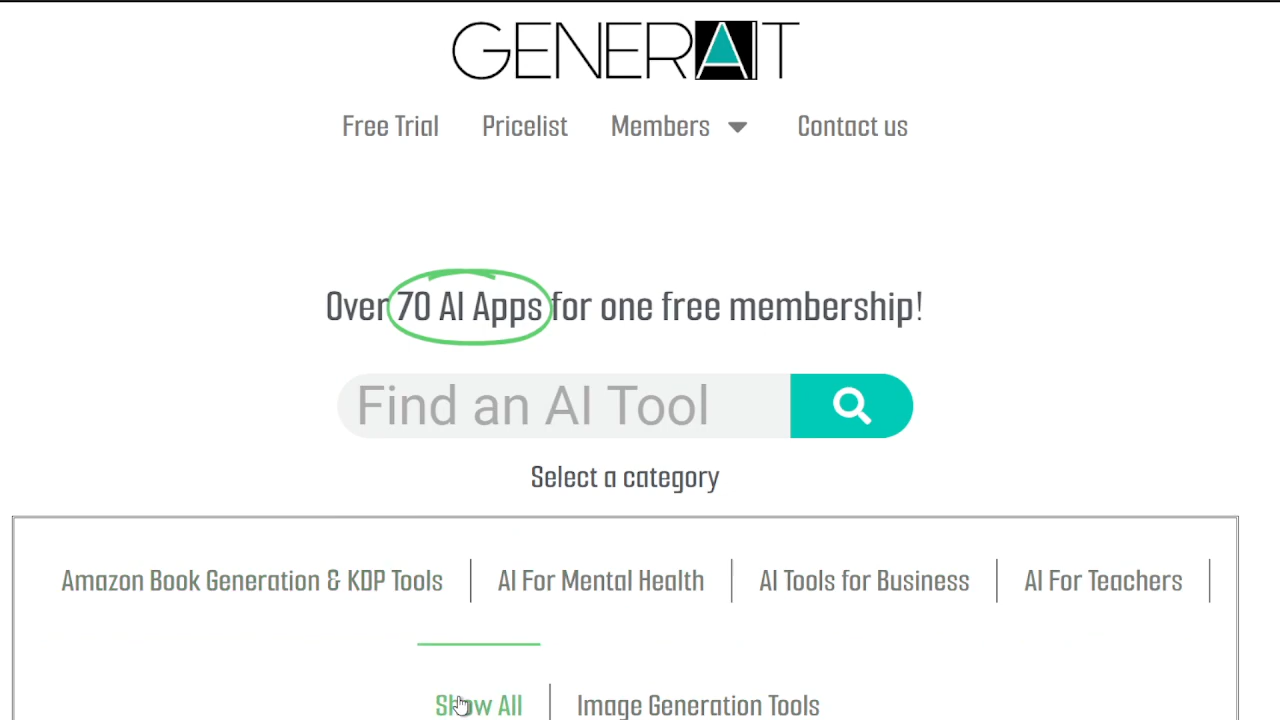 GENERAIT
Free Trial Pricelist Members Contact us
Over 70 AI Apps for one free membership!
Find an AI Tool
Select a category
Amazon Book Generation & KDP Tools AI For Mental Health AI Tools for Business AI For Teachers
Show All Image Generation Tools